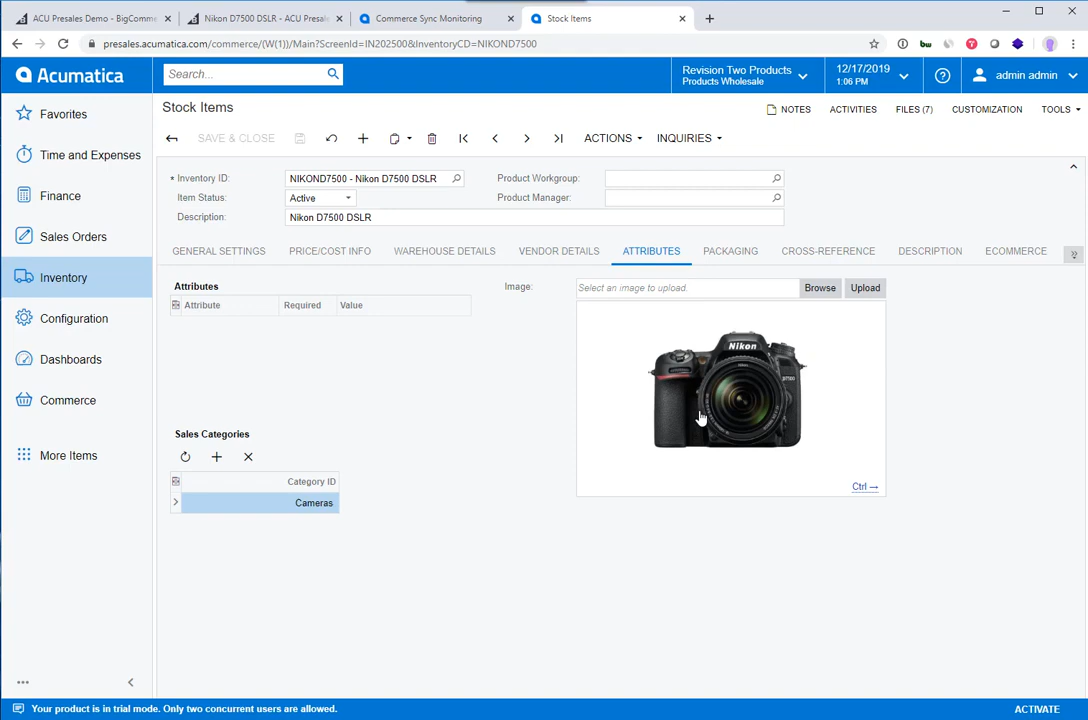 ACU Presales Demo - BigComme
Nikon D7500 DSLR - ACU Presale
Commerce Sync Monitoring
Stock Items
presales.acumatica.com/commerce/(W(1))/Main?ScreenId=IN202500&InventoryCD=NIKOND7500
Acumatica
Search...
Revision Two Products
Products Wholesale
12/17/2019
1:06 PM
admin admin
Favorites
Time and Expenses
Finance
Sales Orders
Inventory
Configuration
Dashboards
Commerce
More Items
Stock Items
NOTES
ACTIVITIES
FILES (7)
CUSTOMIZATION
TOOLS
SAVE & CLOSE
ACTIONS
INQUIRIES
* Inventory ID:
NIKOND7500 - Nikon D7500 DSLR
Product Workgroup:
Item Status:
Active
Product Manager:
Description:
Nikon D7500 DSLR
GENERAL SETTINGS
PRICE/COST INFO
WAREHOUSE DETAILS
VENDOR DETAILS
ATTRIBUTES
PACKAGING
CROSS-REFERENCE
DESCRIPTION
ECOMMERCE
Attributes
Attribute
Required
Value
Image:
Select an image to upload.
Browse
Upload
Nikon
D7500
Ctrl →
Sales Categories
Category ID
Cameras
Your product is in trial mode. Only two concurrent users are allowed.
ACTIVATE